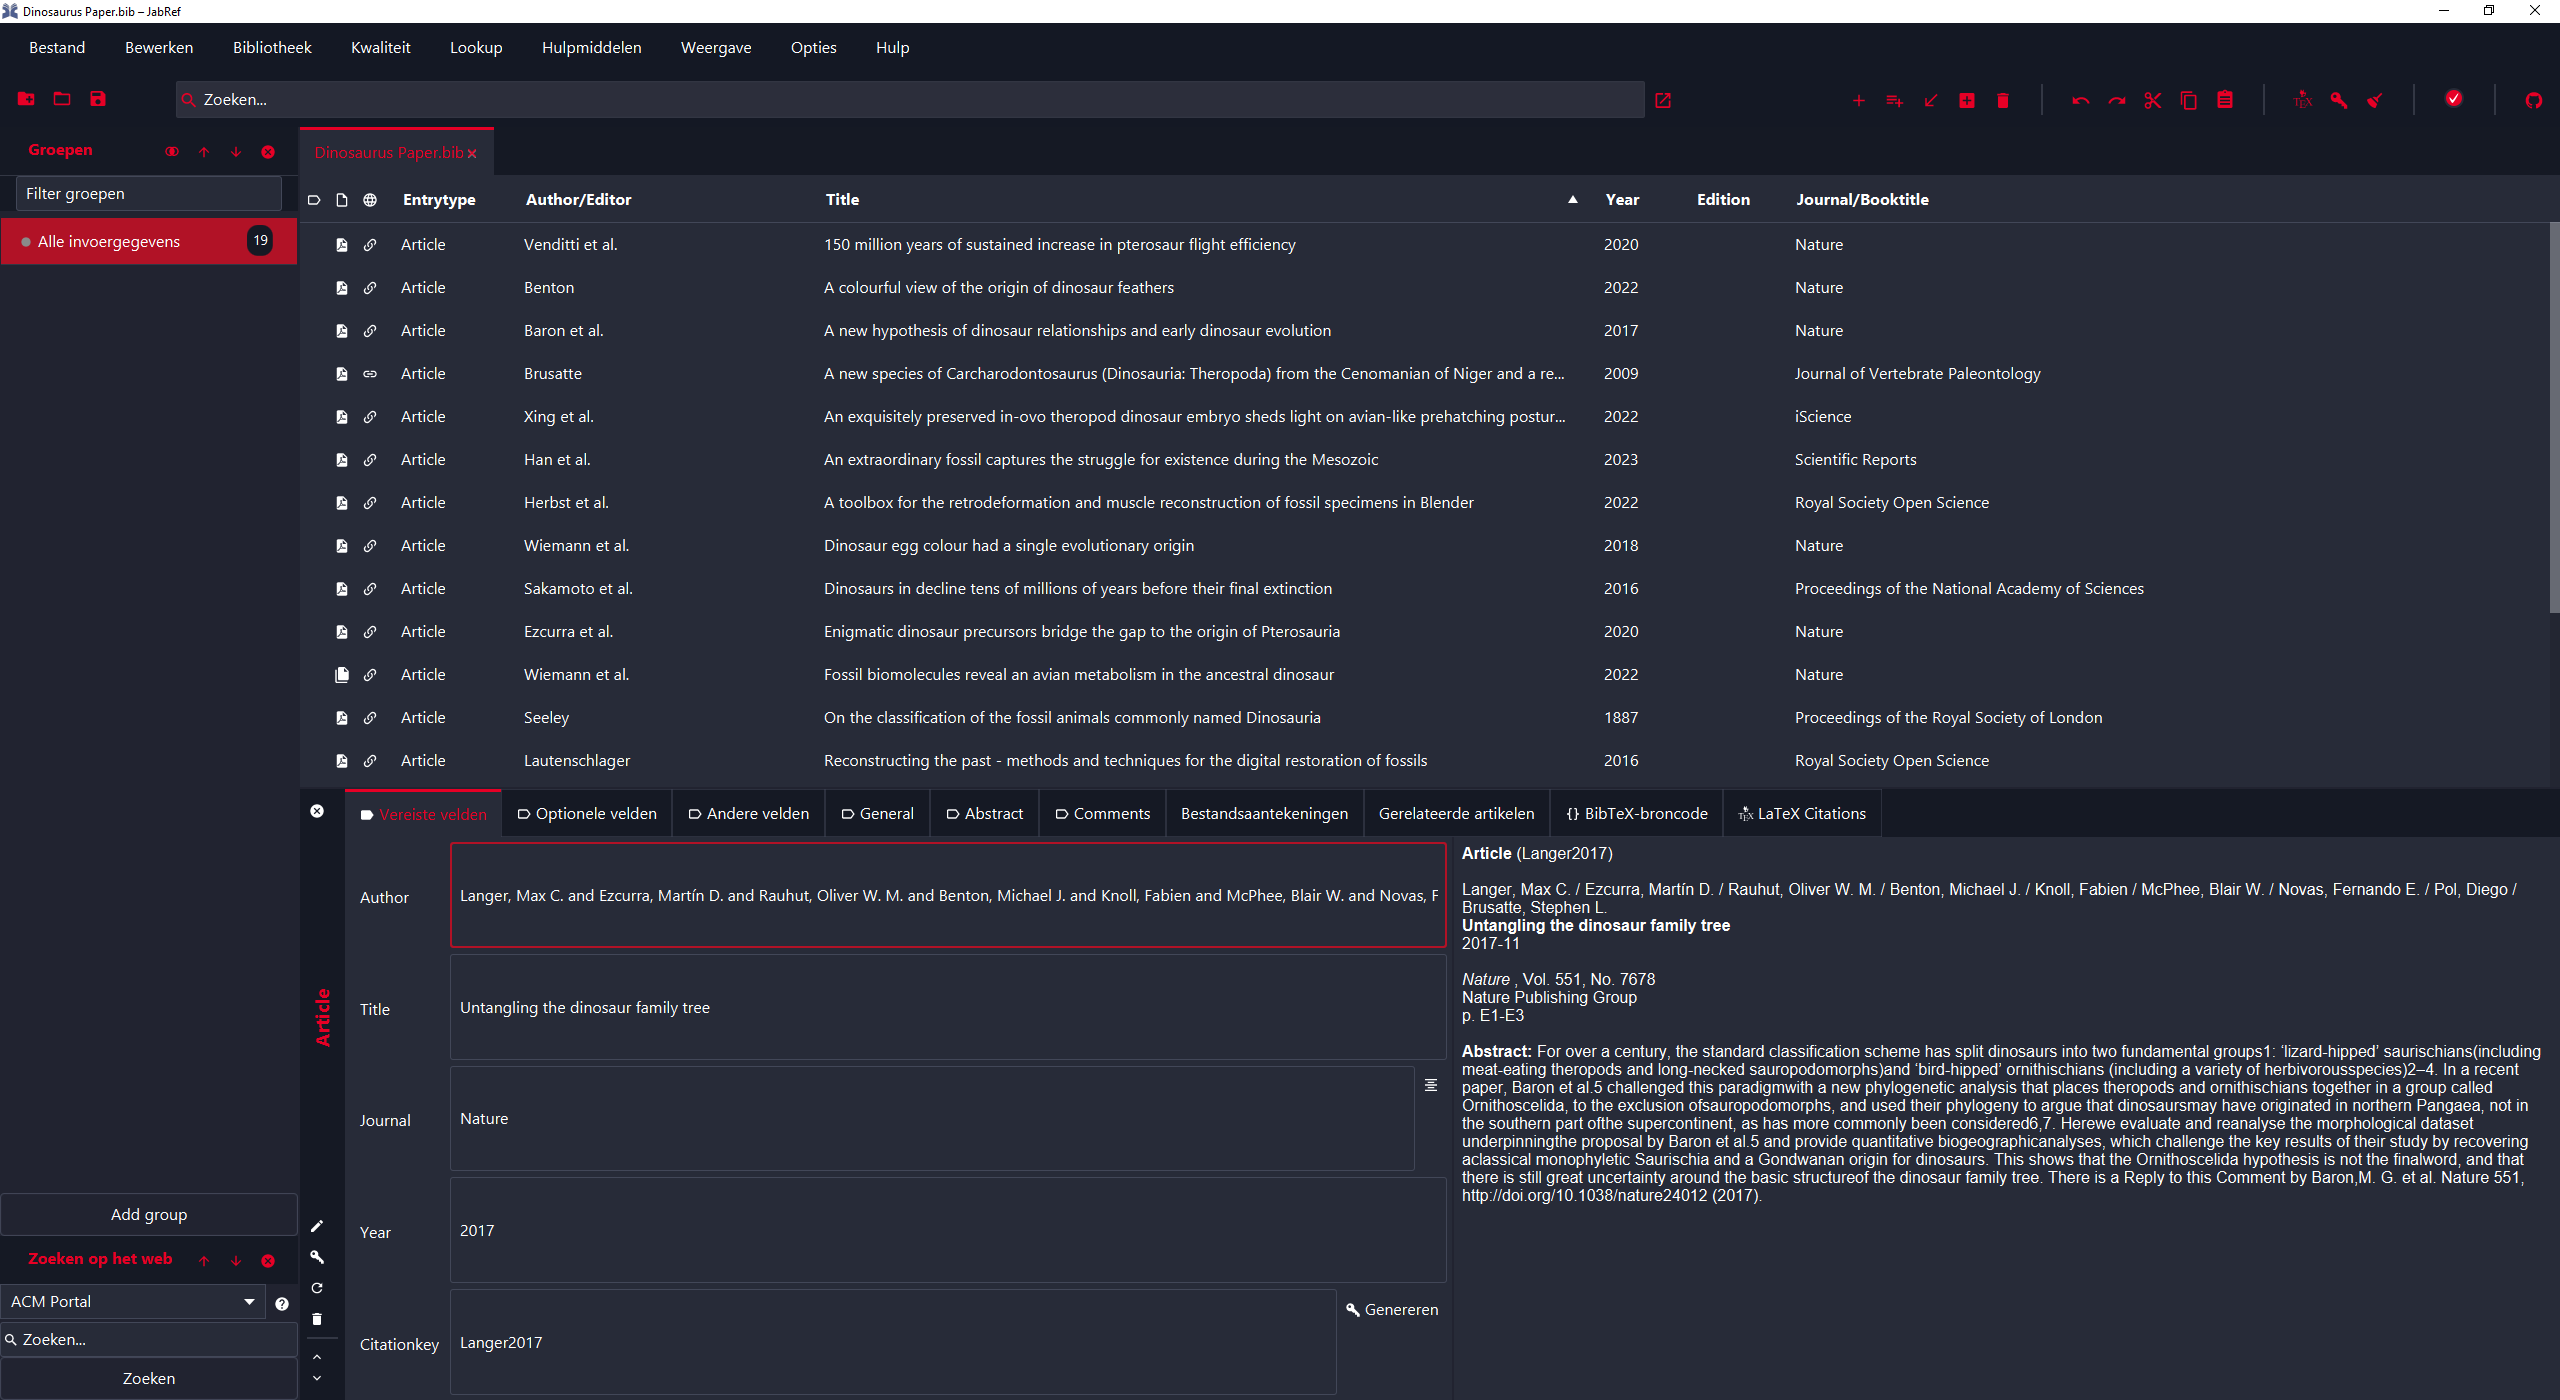 Dinosaurus Paper.bib – JabRef
Bestand Bewerken Bibliotheek Kwaliteit Lookup Hulpmiddelen Weergave Opties Hulp
Zoeken...
Groepen
Filter groepen
Alle invoergegevens 19
Dinosaurus Paper.bib
Entrytype Author/Editor Title Year Edition Journal/Booktitle
Article Venditti et al. 150 million years of sustained increase in pterosaur flight efficiency 2020 Nature
Article Benton A colourful view of the origin of dinosaur feathers 2022 Nature
Article Baron et al. A new hypothesis of dinosaur relationships and early dinosaur evolution 2017 Nature
Article Brusatte A new species of Carcharodontosaurus (Dinosauria: Theropoda) from the Cenomanian of Niger and a re... 2009 Journal of Vertebrate Paleontology
Article Xing et al. An exquisitely preserved in-ovo theropod dinosaur embryo sheds light on avian-like prehatching postur... 2022 iScience
Article Han et al. An extraordinary fossil captures the struggle for existence during the Mesozoic 2023 Scientific Reports
Article Herbst et al. A toolbox for the retrodeformation and muscle reconstruction of fossil specimens in Blender 2022 Royal Society Open Science
Article Wiemann et al. Dinosaur egg colour had a single evolutionary origin 2018 Nature
Article Sakamoto et al. Dinosaurs in decline tens of millions of years before their final extinction 2016 Proceedings of the National Academy of Sciences
Article Ezcurra et al. Enigmatic dinosaur precursors bridge the gap to the origin of Pterosauria 2020 Nature
Article Wiemann et al. Fossil biomolecules reveal an avian metabolism in the ancestral dinosaur 2022 Nature
Article Seeley On the classification of the fossil animals commonly named Dinosauria 1887 Proceedings of the Royal Society of London
Article Lautenschlager Reconstructing the past - methods and techniques for the digital restoration of fossils 2016 Royal Society Open Science
Vereiste velden Optionele velden Andere velden General Abstract Comments Bestandsaantekeningen Gerelateerde artikelen {} BibTeX-broncode TEX LaTeX Citations
Article
Author Langer, Max C. and Ezcurra, Martín D. and Rauhut, Oliver W. M. and Benton, Michael J. and Knoll, Fabien and McPhee, Blair W. and Novas, F
Title Untangling the dinosaur family tree
Journal Nature
Year 2017
Citationkey Langer2017 Genereren
Article (Langer2017)
Langer, Max C. / Ezcurra, Martín D. / Rauhut, Oliver W. M. / Benton, Michael J. / Knoll, Fabien / McPhee, Blair W. / Novas, Fernando E. / Pol, Diego /
Brusatte, Stephen L.
Untangling the dinosaur family tree
2017-11
Nature , Vol. 551, No. 7678
Nature Publishing Group
p. E1-E3
Abstract: For over a century, the standard classification scheme has split dinosaurs into two fundamental groups1: ‘lizard-hipped’ saurischians(including
meat-eating theropods and long-necked sauropodomorphs)and ‘bird-hipped’ ornithischians (including a variety of herbivorousspecies)2–4. In a recent
paper, Baron et al.5 challenged this paradigmwith a new phylogenetic analysis that places theropods and ornithischians together in a group called
Ornithoscelida, to the exclusion ofsauropodomorphs, and used their phylogeny to argue that dinosaursmay have originated in northern Pangaea, not in
the southern part ofthe supercontinent, as has more commonly been considered6,7. Herewe evaluate and reanalyse the morphological dataset
underpinningthe proposal by Baron et al.5 and provide quantitative biogeographicanalyses, which challenge the key results of their study by recovering
aclassical monophyletic Saurischia and a Gondwanan origin for dinosaurs. This shows that the Ornithoscelida hypothesis is not the finalword, and that
there is still great uncertainty around the basic structureof the dinosaur family tree. There is a Reply to this Comment by Baron,M. G. et al. Nature 551,
http://doi.org/10.1038/nature24012 (2017).
Add group
Zoeken op het web
ACM Portal
Zoeken...
Zoeken